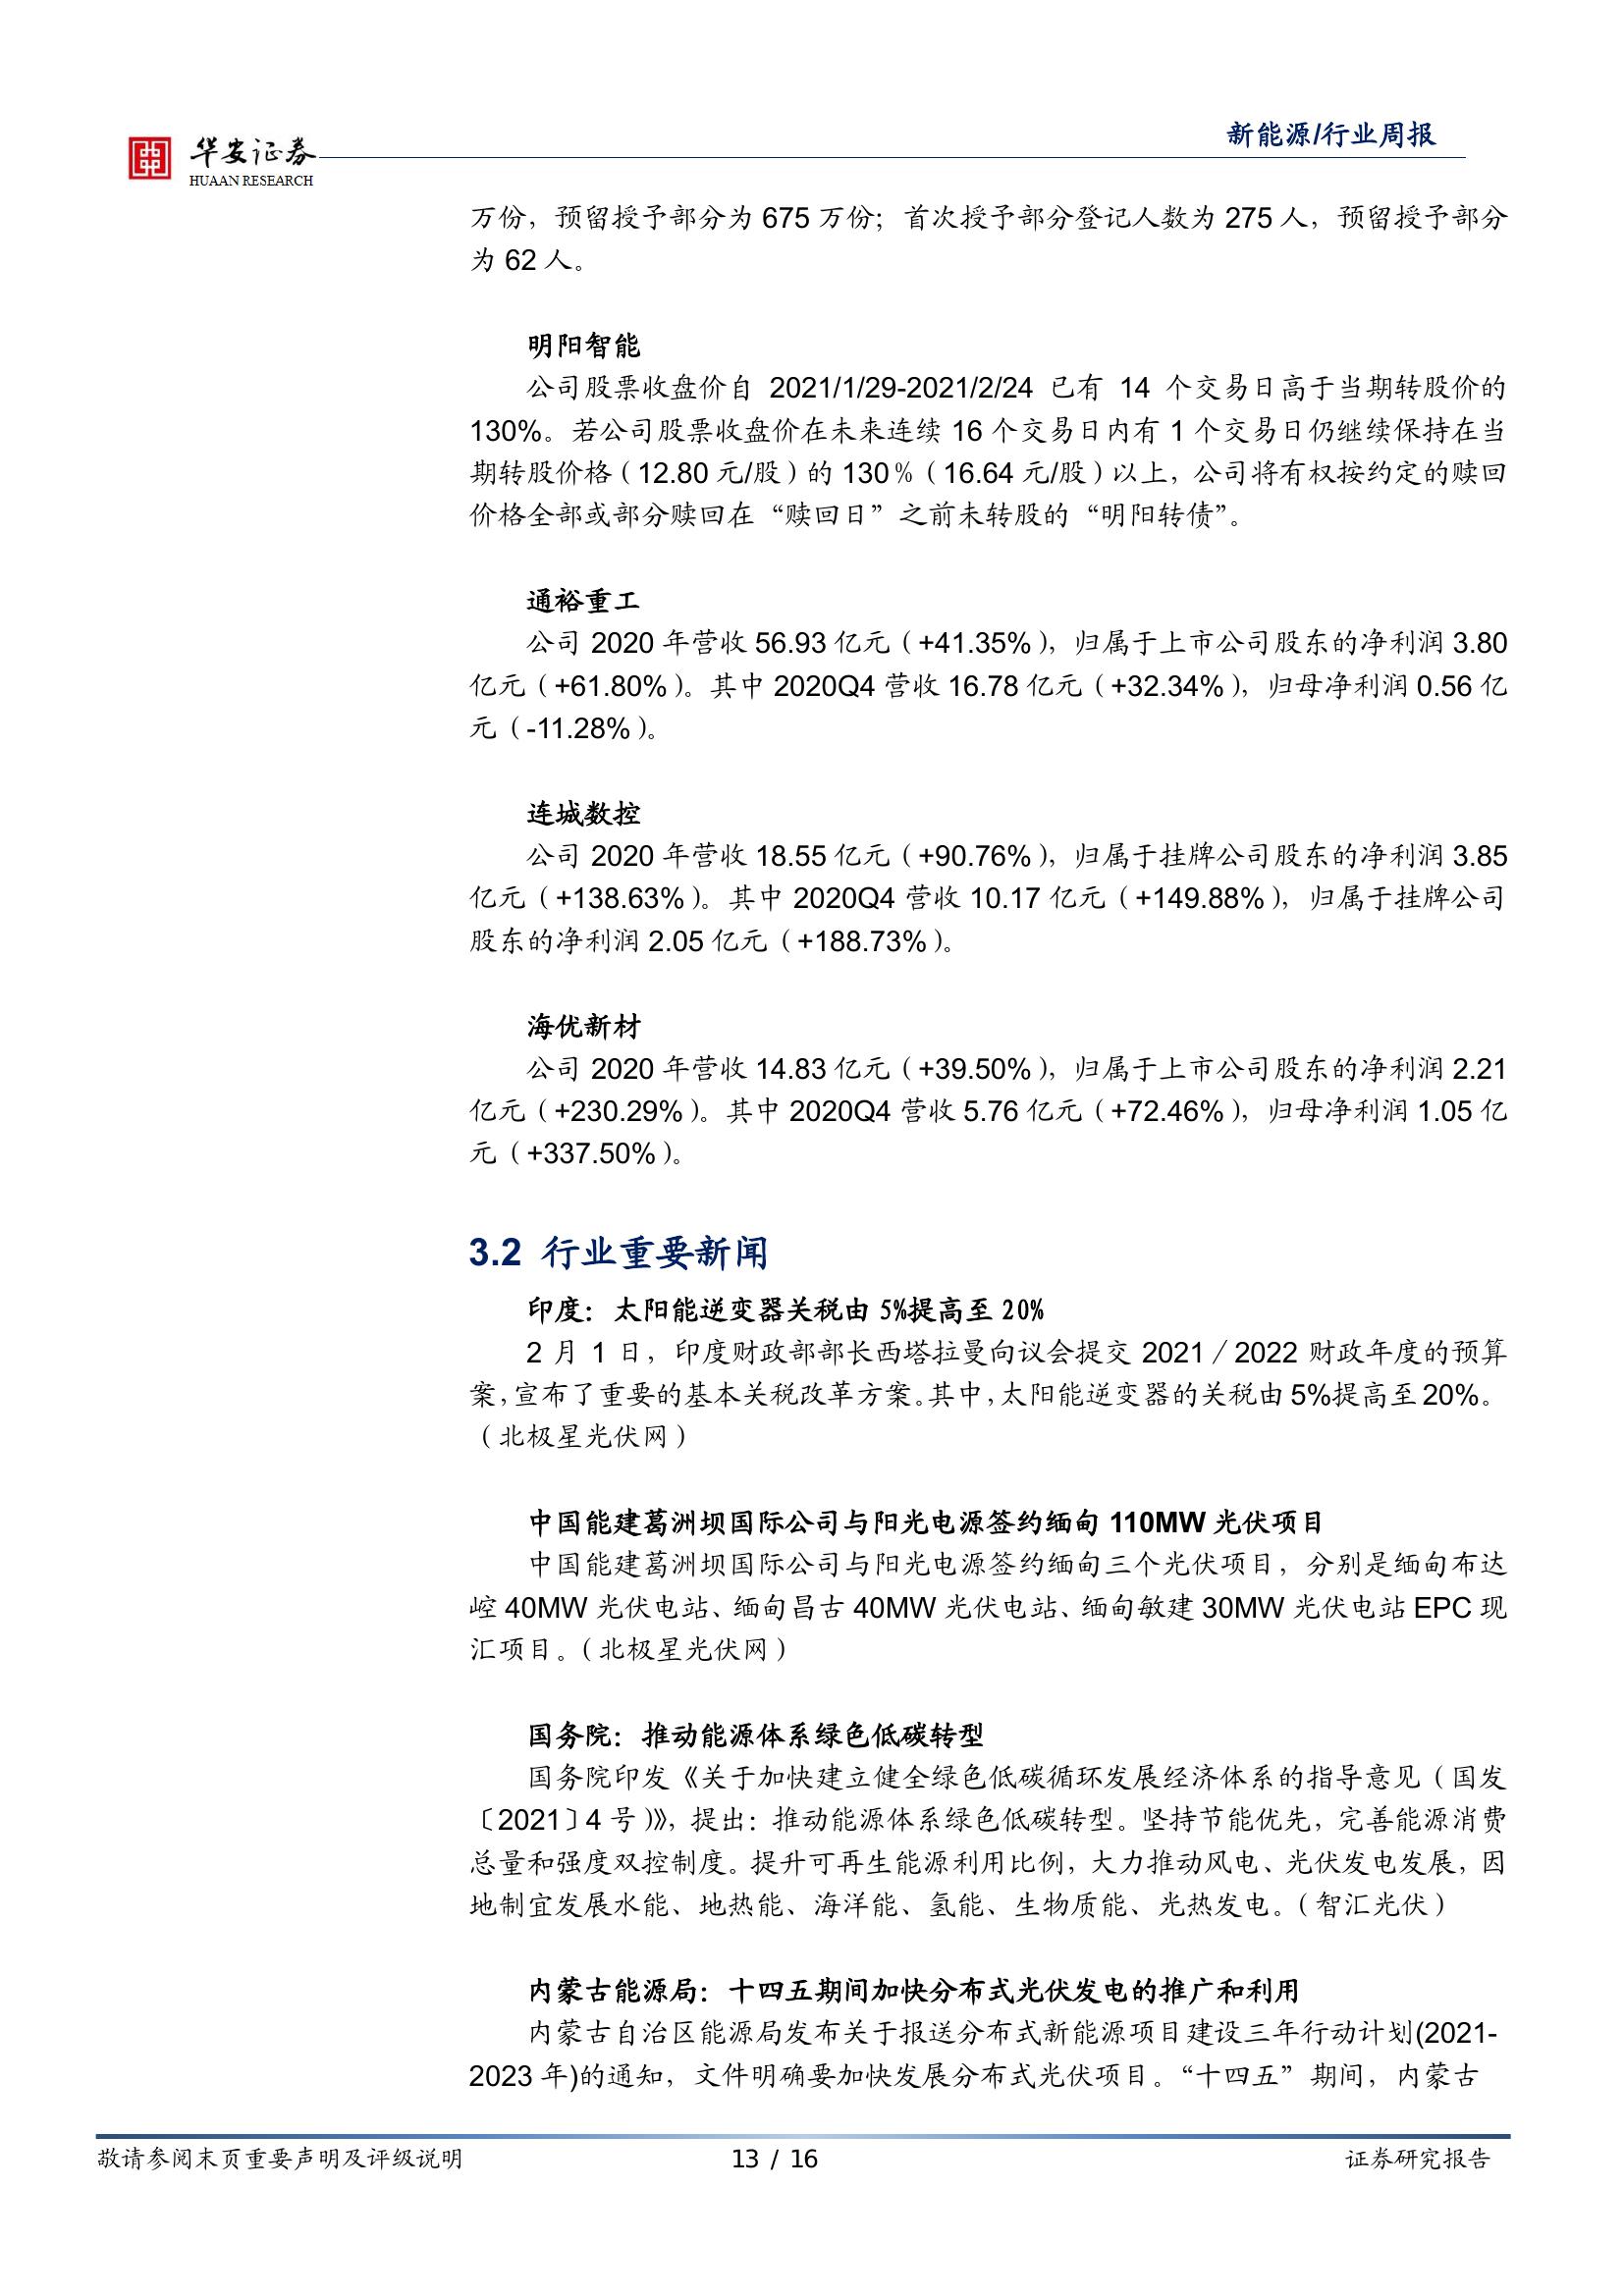 华安证券
HUAAN RESEARCH
新能源/行业周报
万份，预留授予部分为 675 万份；首次授予部分登记人数为 275 人，预留授予部分
为 62 人。
明阳智能
公司股票收盘价自 2021/1/29-2021/2/24 已有 14 个交易日高于当期转股价的
130%。若公司股票收盘价在未来连续 16 个交易日内有 1 个交易日仍继续保持在当
期转股价格（12.80 元/股）的 130％（16.64 元/股）以上，公司将有权按约定的赎回
价格全部或部分赎回在“赎回日”之前未转股的“明阳转债”。
通裕重工
公司 2020 年营收 56.93 亿元（+41.35%），归属于上市公司股东的净利润 3.80
亿元（+61.80%）。其中 2020Q4 营收 16.78 亿元（+32.34%），归母净利润 0.56 亿
元（-11.28%）。
连城数控
公司 2020 年营收 18.55 亿元（+90.76%），归属于挂牌公司股东的净利润 3.85
亿元（+138.63%）。其中 2020Q4 营收 10.17 亿元（+149.88%），归属于挂牌公司
股东的净利润 2.05 亿元（+188.73%）。
海优新材
公司 2020 年营收 14.83 亿元（+39.50%），归属于上市公司股东的净利润 2.21
亿元（+230.29%）。其中 2020Q4 营收 5.76 亿元（+72.46%），归母净利润 1.05 亿
元（+337.50%）。
3.2 行业重要新闻
印度：太阳能逆变器关税由 5%提高至 20%
2 月 1 日，印度财政部部长西塔拉曼向议会提交 2021／2022 财政年度的预算
案，宣布了重要的基本关税改革方案。其中，太阳能逆变器的关税由 5%提高至 20%。
（北极星光伏网）
中国能建葛洲坝国际公司与阳光电源签约缅甸 110MW 光伏项目
中国能建葛洲坝国际公司与阳光电源签约缅甸三个光伏项目，分别是缅甸布达
崆 40MW 光伏电站、缅甸昌古 40MW 光伏电站、缅甸敏建 30MW 光伏电站 EPC 现
汇项目。（北极星光伏网）
国务院：推动能源体系绿色低碳转型
国务院印发《关于加快建立健全绿色低碳循环发展经济体系的指导意见（国发
〔2021〕4 号）》，提出：推动能源体系绿色低碳转型。坚持节能优先，完善能源消费
总量和强度双控制度。提升可再生能源利用比例，大力推动风电、光伏发电发展，因
地制宜发展水能、地热能、海洋能、氢能、生物质能、光热发电。（智汇光伏）
内蒙古能源局：十四五期间加快分布式光伏发电的推广和利用
内蒙古自治区能源局发布关于报送分布式新能源项目建设三年行动计划(2021-
2023 年)的通知，文件明确要加快发展分布式光伏项目。“十四五”期间，内蒙古
敬请参阅末页重要声明及评级说明
13 / 16
证券研究报告